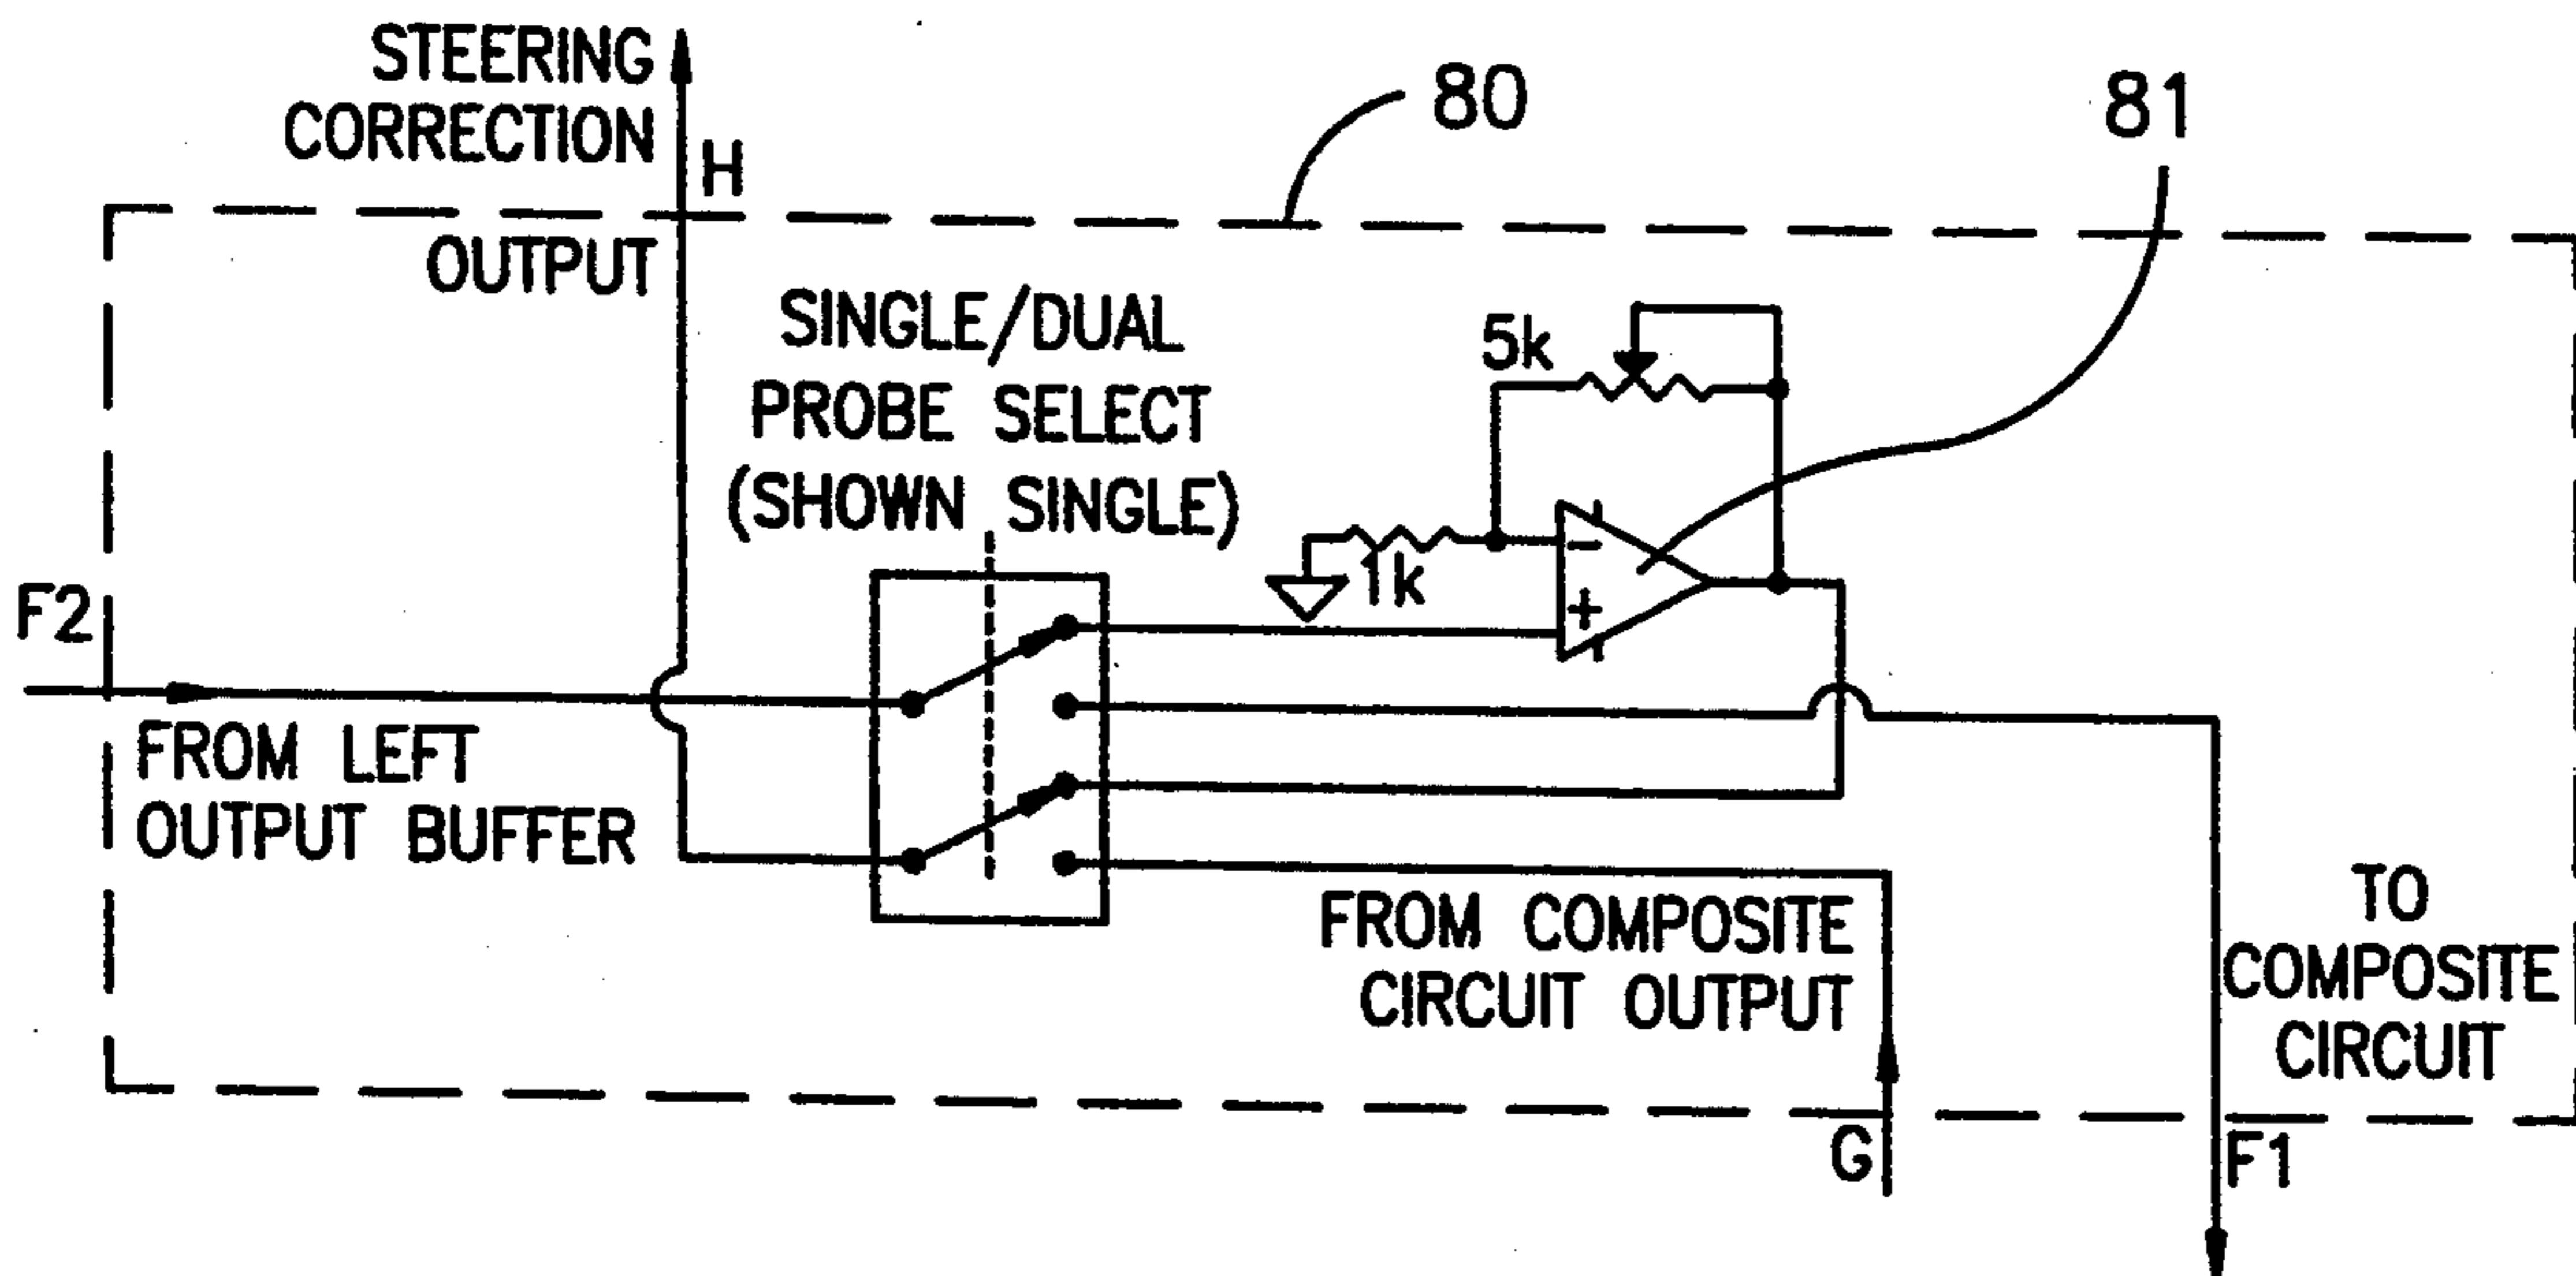 STEERING
CORRECTION
H
80
81
OUTPUT
SINGLE/DUAL
PROBE SELECT
(SHOWN SINGLE)
5k
1k
-
+
F2
FROM LEFT
OUTPUT BUFFER
FROM COMPOSITE
CIRCUIT OUTPUT
TO
COMPOSITE
CIRCUIT
G
F1